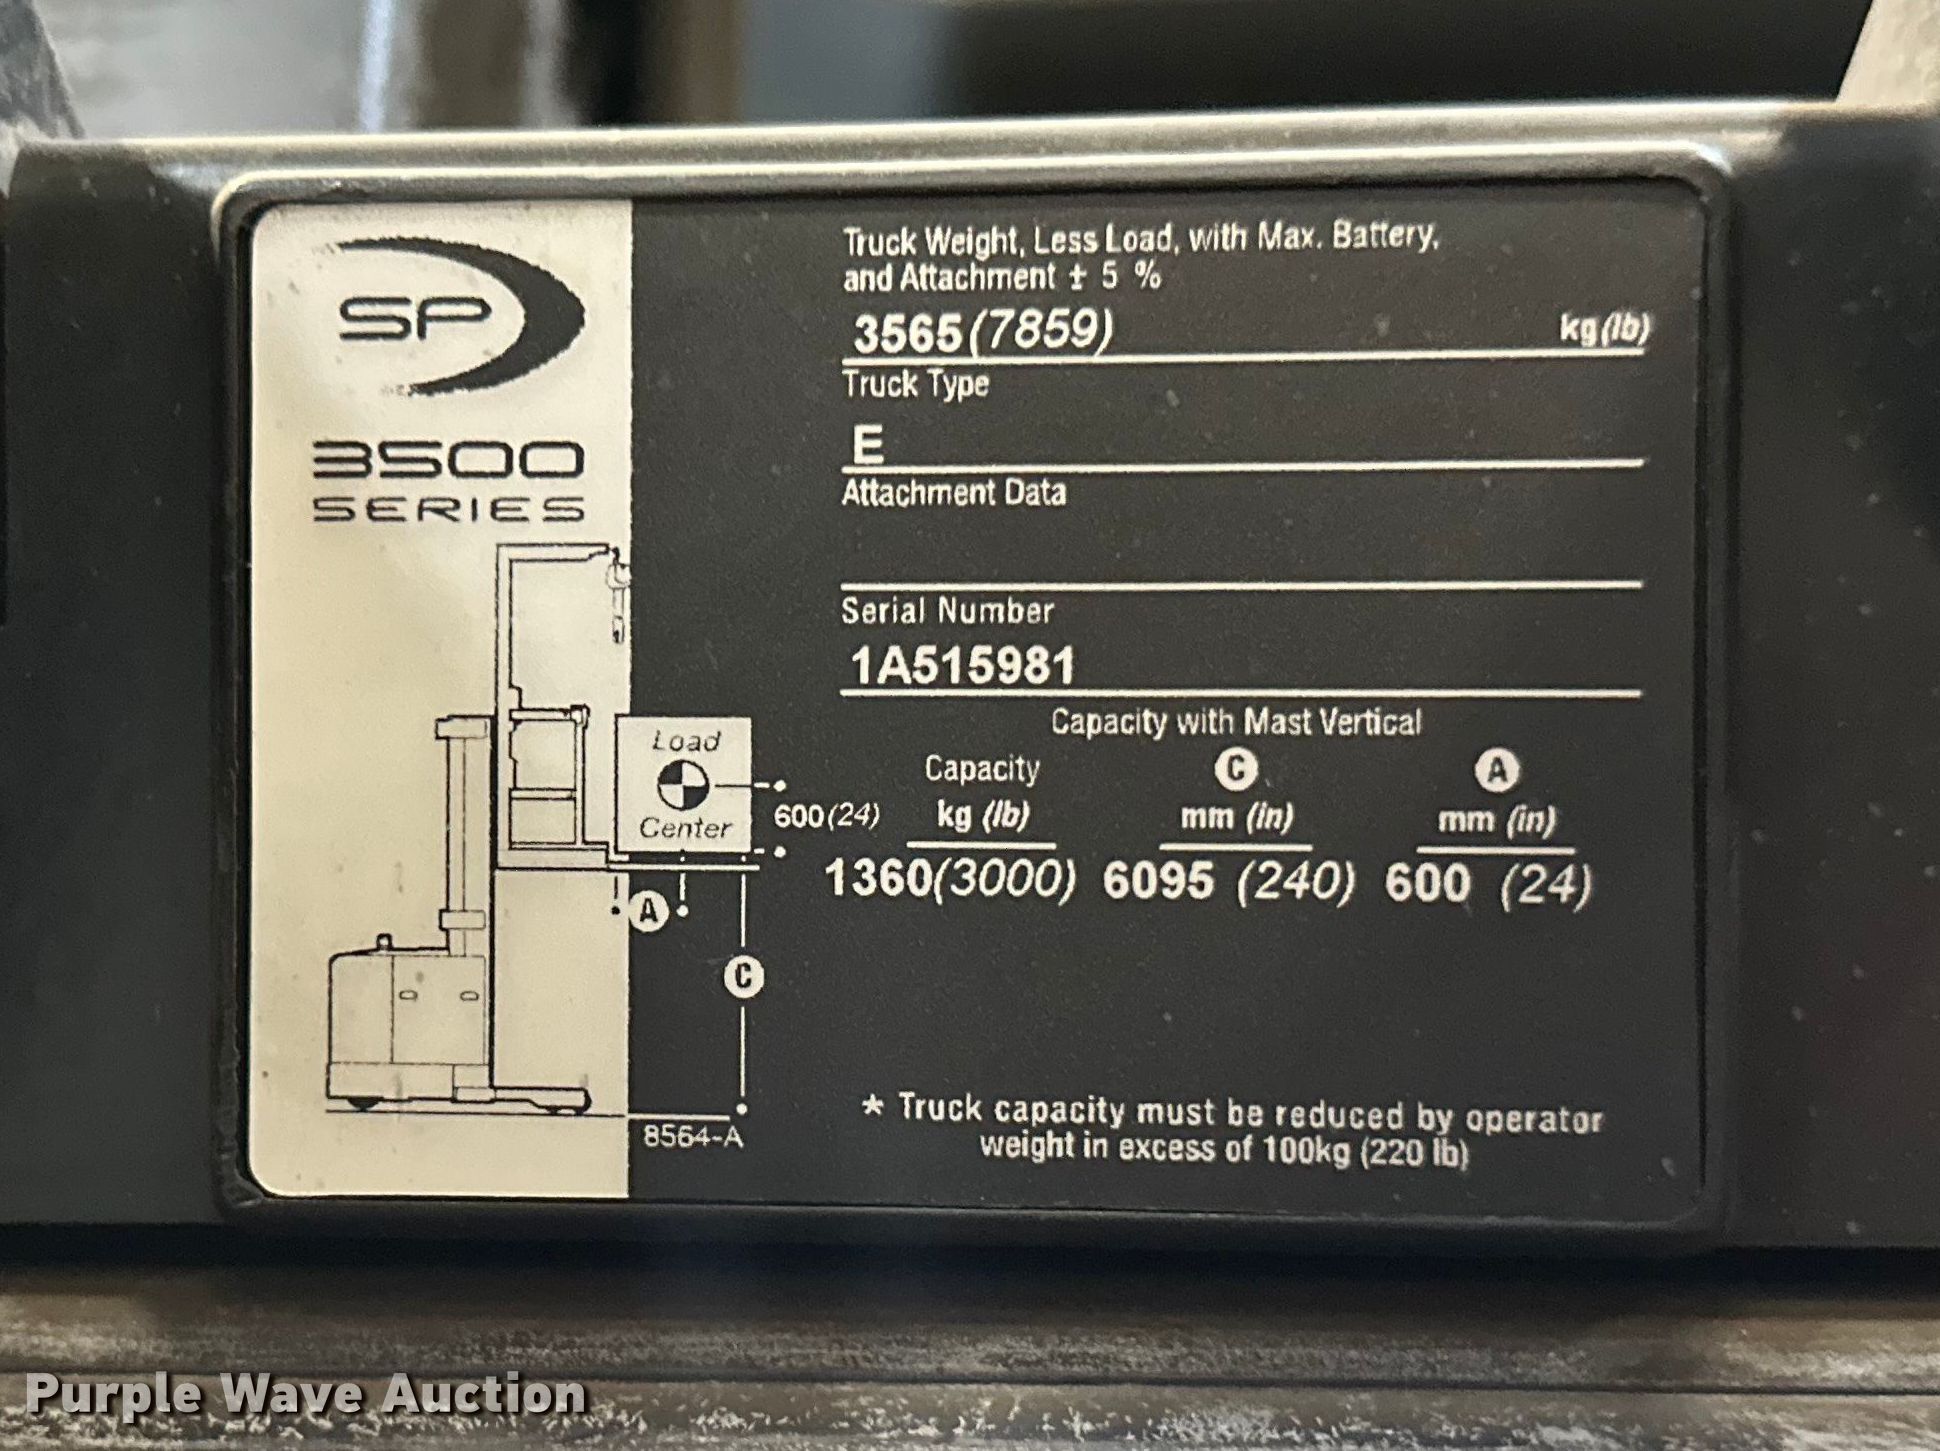 SP
3500
SERIES
Load
Center
600(24)
A
C
8564-A
Truck Weight, Less Load, with Max. Battery,
and Attachment ± 5 %
3565(7859) kg(lb)
Truck Type
E
Attachment Data
Serial Number
1A515981
Capacity with Mast Vertical
Capacity C A
kg (lb) mm (in) mm (in)
1360(3000) 6095 (240) 600 (24)
* Truck capacity must be reduced by operator
weight in excess of 100kg (220 lb)
Purple Wave Auction